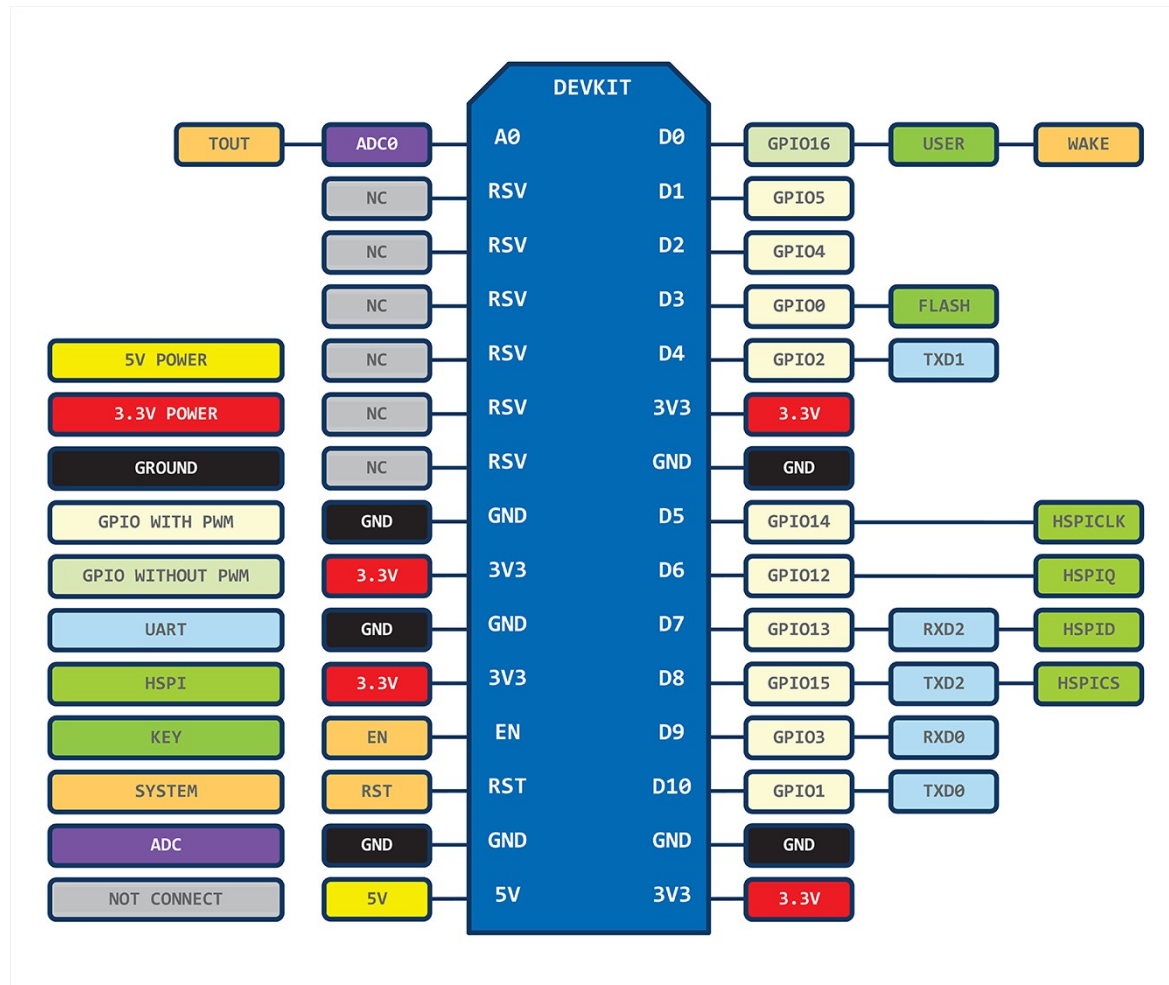 DEVKIT
TOUT ADC0 A0 D0 GPIO16 USER WAKE
NC RSV D1 GPIO5
NC RSV D2 GPIO4
NC RSV D3 GPIO0 FLASH
5V POWER NC RSV D4 GPIO2 TXD1
3.3V POWER NC RSV 3V3 3.3V
GROUND NC RSV GND GND
GPIO WITH PWM GND GND D5 GPIO14 HSPICLK
GPIO WITHOUT PWM 3.3V 3V3 D6 GPIO12 HSPIQ
UART GND GND D7 GPIO13 RXD2 HSPID
HSPI 3.3V 3V3 D8 GPIO15 TXD2 HSPICS
KEY EN EN D9 GPIO3 RXD0
SYSTEM RST RST D10 GPIO1 TXD0
ADC GND GND GND GND
NOT CONNECT 5V 5V 3V3 3.3V